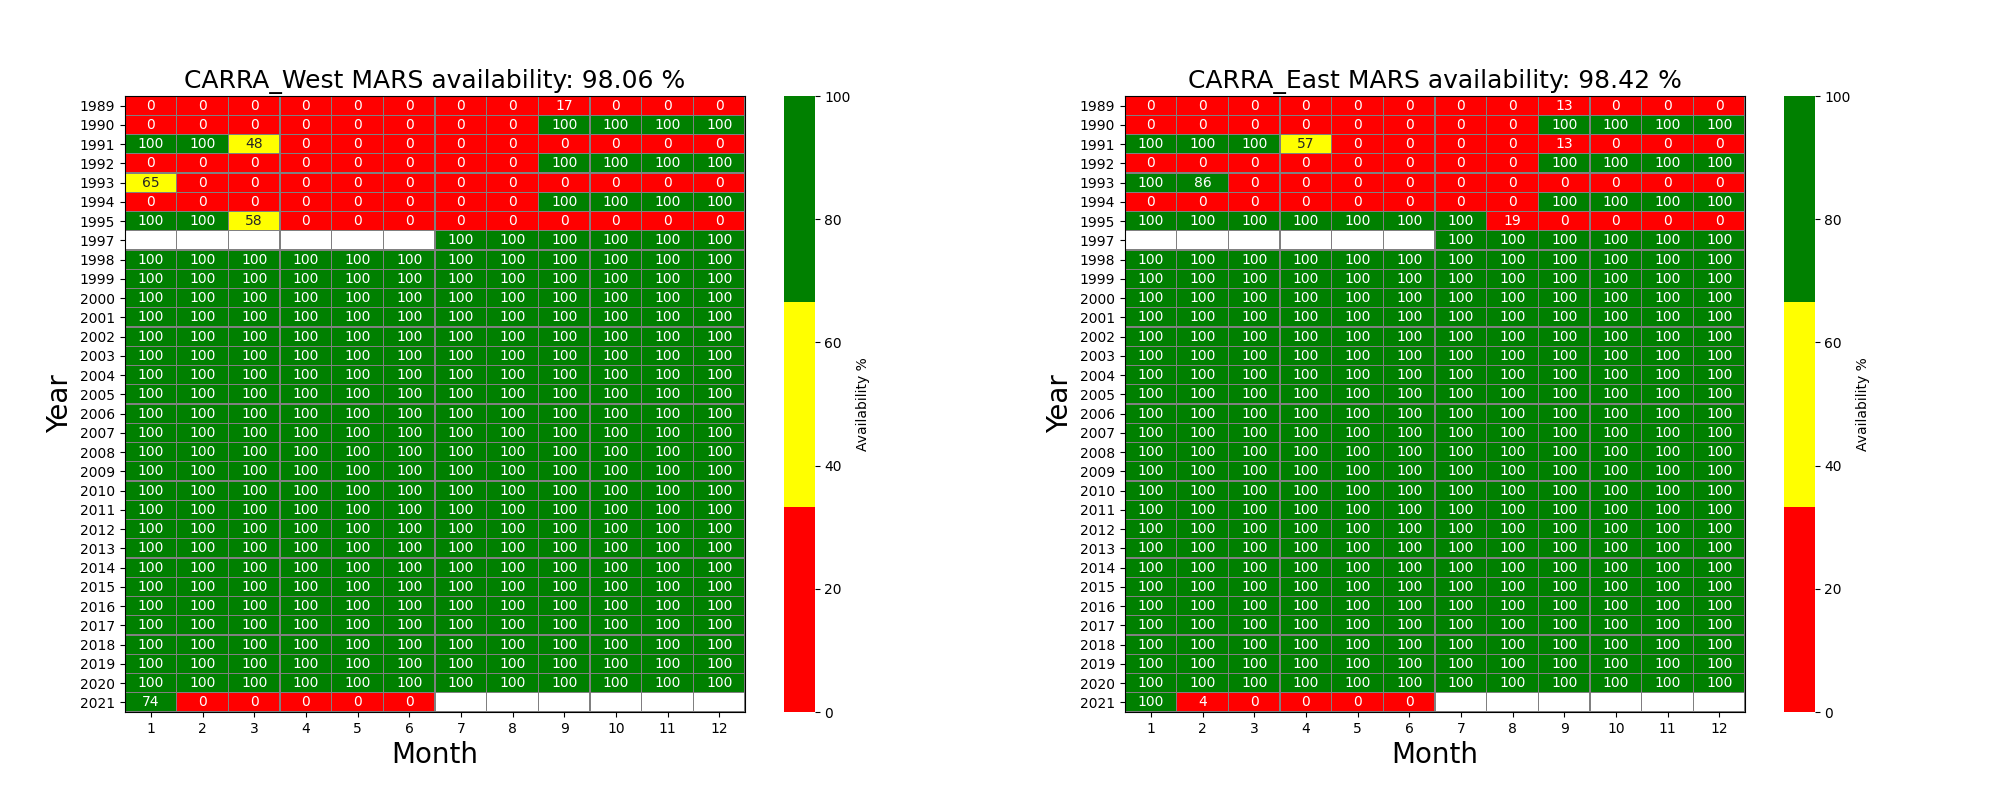 CARRA_West MARS availability: 98.06 %
1989 0 0 0 0 0 0 0 0 17 0 0 0
1990 0 0 0 0 0 0 0 0 100 100 100 100
1991 100 100 48 0 0 0 0 0 0 0 0 0
1992 0 0 0 0 0 0 0 0 100 100 100 100
1993 65 0 0 0 0 0 0 0 0 0 0 0
1994 0 0 0 0 0 0 0 0 100 100 100 100
1995 100 100 58 0 0 0 0 0 0 0 0 0
1997 100 100 100 100 100 100
1998 100 100 100 100 100 100 100 100 100 100 100 100
1999 100 100 100 100 100 100 100 100 100 100 100 100
2000 100 100 100 100 100 100 100 100 100 100 100 100
2001 100 100 100 100 100 100 100 100 100 100 100 100
2002 100 100 100 100 100 100 100 100 100 100 100 100
2003 100 100 100 100 100 100 100 100 100 100 100 100
2004 100 100 100 100 100 100 100 100 100 100 100 100
2005 100 100 100 100 100 100 100 100 100 100 100 100
2006 100 100 100 100 100 100 100 100 100 100 100 100
2007 100 100 100 100 100 100 100 100 100 100 100 100
2008 100 100 100 100 100 100 100 100 100 100 100 100
2009 100 100 100 100 100 100 100 100 100 100 100 100
2010 100 100 100 100 100 100 100 100 100 100 100 100
2011 100 100 100 100 100 100 100 100 100 100 100 100
2012 100 100 100 100 100 100 100 100 100 100 100 100
2013 100 100 100 100 100 100 100 100 100 100 100 100
2014 100 100 100 100 100 100 100 100 100 100 100 100
2015 100 100 100 100 100 100 100 100 100 100 100 100
2016 100 100 100 100 100 100 100 100 100 100 100 100
2017 100 100 100 100 100 100 100 100 100 100 100 100
2018 100 100 100 100 100 100 100 100 100 100 100 100
2019 100 100 100 100 100 100 100 100 100 100 100 100
2020 100 100 100 100 100 100 100 100 100 100 100 100
2021 74 0 0 0 0 0
1 2 3 4 5 6 7 8 9 10 11 12
Month
Year
100
80
60
40
20
0
Availability %
CARRA_East MARS availability: 98.42 %
1989 0 0 0 0 0 0 0 0 13 0 0 0
1990 0 0 0 0 0 0 0 0 100 100 100 100
1991 100 100 100 57 0 0 0 0 13 0 0 0
1992 0 0 0 0 0 0 0 0 100 100 100 100
1993 100 86 0 0 0 0 0 0 0 0 0 0
1994 0 0 0 0 0 0 0 0 100 100 100 100
1995 100 100 100 100 100 100 100 19 0 0 0 0
1997 100 100 100 100 100 100
1998 100 100 100 100 100 100 100 100 100 100 100 100
1999 100 100 100 100 100 100 100 100 100 100 100 100
2000 100 100 100 100 100 100 100 100 100 100 100 100
2001 100 100 100 100 100 100 100 100 100 100 100 100
2002 100 100 100 100 100 100 100 100 100 100 100 100
2003 100 100 100 100 100 100 100 100 100 100 100 100
2004 100 100 100 100 100 100 100 100 100 100 100 100
2005 100 100 100 100 100 100 100 100 100 100 100 100
2006 100 100 100 100 100 100 100 100 100 100 100 100
2007 100 100 100 100 100 100 100 100 100 100 100 100
2008 100 100 100 100 100 100 100 100 100 100 100 100
2009 100 100 100 100 100 100 100 100 100 100 100 100
2010 100 100 100 100 100 100 100 100 100 100 100 100
2011 100 100 100 100 100 100 100 100 100 100 100 100
2012 100 100 100 100 100 100 100 100 100 100 100 100
2013 100 100 100 100 100 100 100 100 100 100 100 100
2014 100 100 100 100 100 100 100 100 100 100 100 100
2015 100 100 100 100 100 100 100 100 100 100 100 100
2016 100 100 100 100 100 100 100 100 100 100 100 100
2017 100 100 100 100 100 100 100 100 100 100 100 100
2018 100 100 100 100 100 100 100 100 100 100 100 100
2019 100 100 100 100 100 100 100 100 100 100 100 100
2020 100 100 100 100 100 100 100 100 100 100 100 100
2021 100 4 0 0 0 0
1 2 3 4 5 6 7 8 9 10 11 12
Month
Year
100
80
60
40
20
0
Availability %